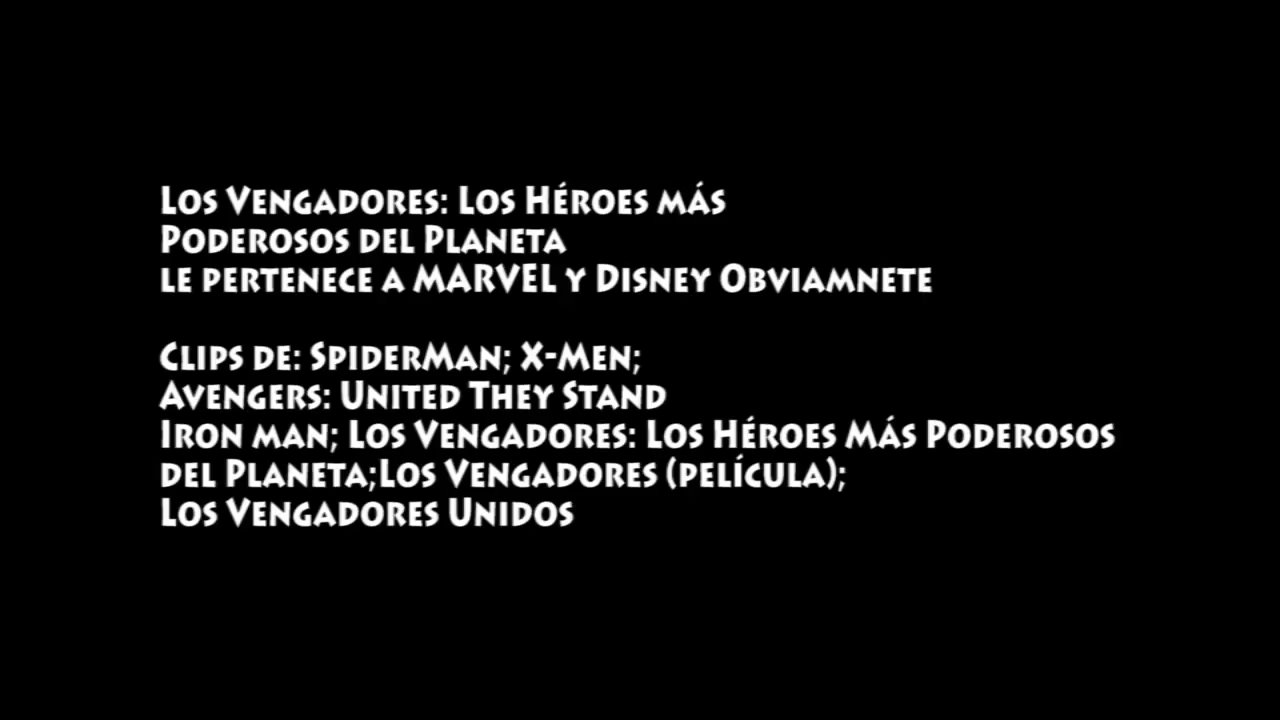 Los Vengadores: Los Héroes más
Poderosos del Planeta
le pertenece a MARVEL y Disney Obviamnete
Clips de: SpiderMan; X-Men;
Avengers: United They Stand
Iron man; Los Vengadores: Los Héroes Más Poderosos
del Planeta;Los Vengadores (película);
Los Vengadores Unidos